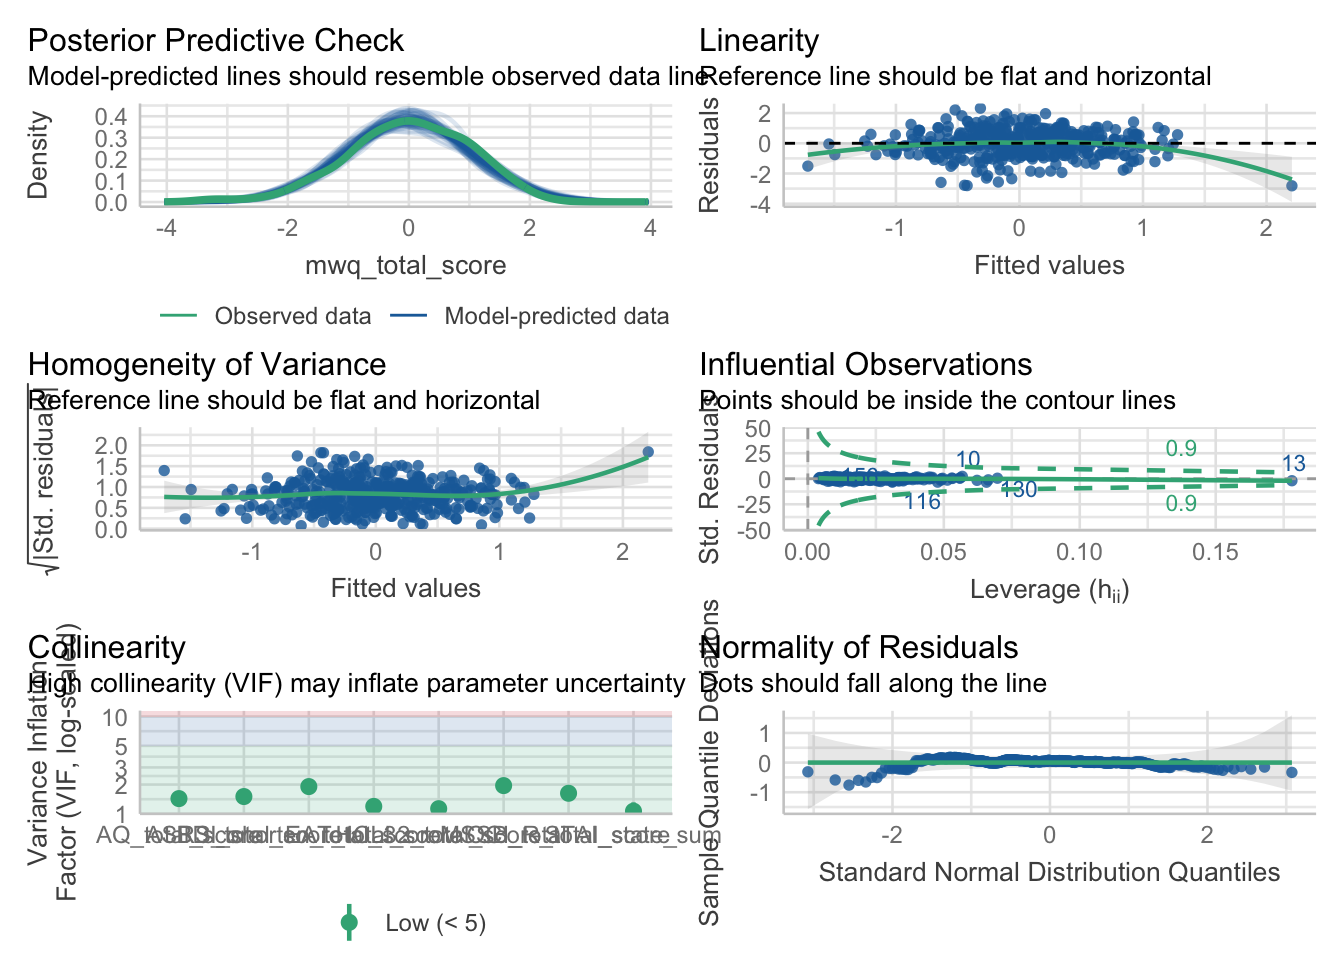 Posterior Predictive Check
Model-predicted lines should resemble observed data line
Density
0.4
0.3
0.2
0.1
0.0
-4 -2 0 2 4
mwq_total_score
Observed data Model-predicted data
Linearity
Reference line should be flat and horizontal
Residuals
2
0
-2
-4
-1 0 1 2
Fitted values
Homogeneity of Variance
Reference line should be flat and horizontal
√|Std. residuals|
2.0
1.5
1.0
0.5
0.0
-1 0 1 2
Fitted values
Influential Observations
Points should be inside the contour lines
Std. Residuals
50
25
0
-25
-50
0.9
10
13
150
130
116
0.9
0.00 0.05 0.10 0.15
Leverage (hii)
Collinearity
High collinearity (VIF) may inflate parameter uncertainty
Variance Inflation
Factor (VIF, log-scaled)
10
5
3
2
1
Low (< 5)
Normality of Residuals
Dots should fall along the line
Sample Quantile Deviations
1
0
-1
-2 0 2
Standard Normal Distribution Quantiles